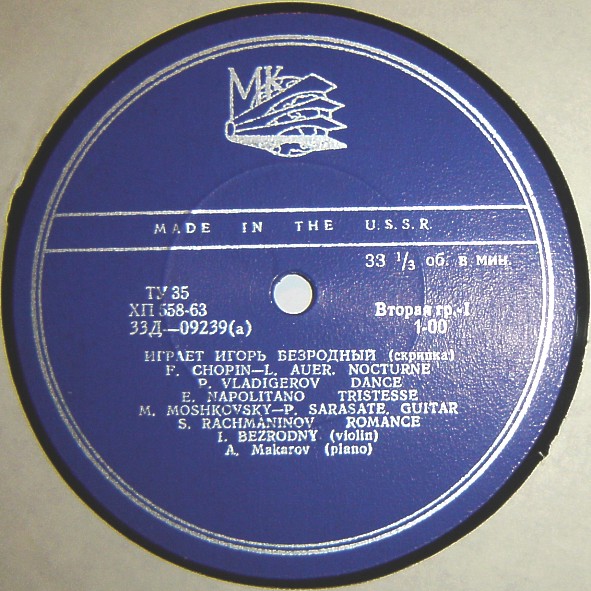 МК
MADE IN THE U.S.S.R.
33 1/3 об. в мин.
ТУ 35
ХП 558-63
33Д—09239(а)
Вторая гр.-I
1-00
ИГРАЕТ ИГОРЬ БЕЗРОДНЫЙ (скрипка)
F. CHOPIN—L. AUER. NOCTURNE
P. VLADIGEROV DANCE
E. NAPOLITANO TRISTESSE
M. MOSHKOVSKY—P. SARASATE. GUITAR
S. RACHMANINOV ROMANCE
I. BEZRODNY (violin)
A. Makarov (piano)